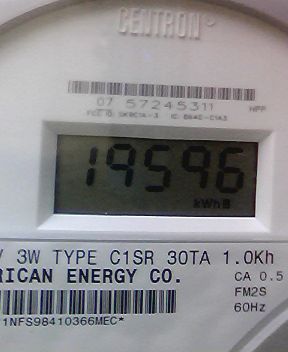 CENTRON®
07 57245311
19596
kWh
V 3W TYPE C1SR 30TA 1.0Kh
RICAN ENERGY CO.
CA 0.5
FM2S
60Hz
1NFS98410366MEC*